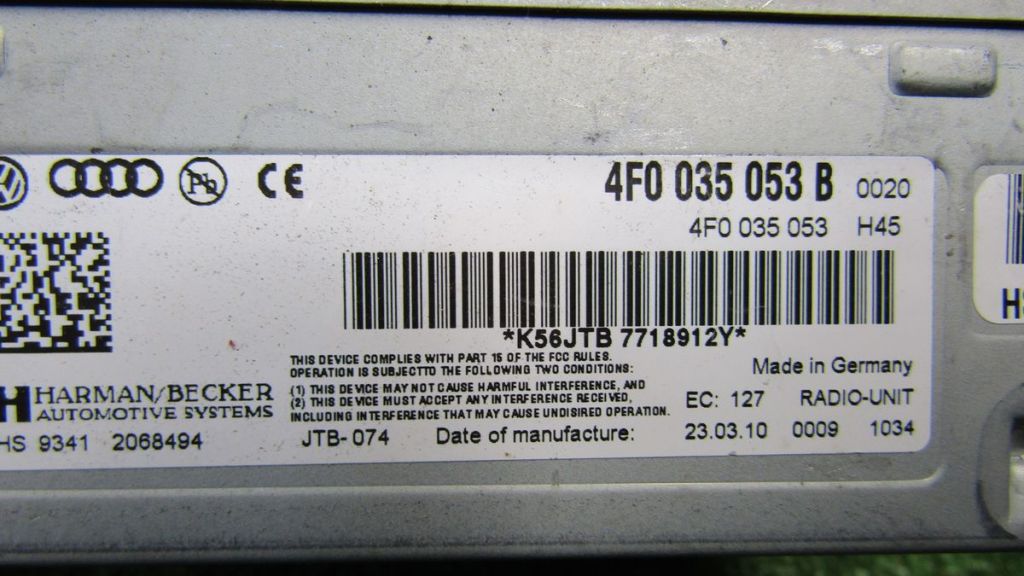 Pb CE 4F0 035 053 B 0020
4F0 035 053 H45
*K56JTB 7718912Y*
THIS DEVICE COMPLIES WITH PART 15 OF THE FCC RULES.
OPERATION IS SUBJECTTO THE FOLLOWING TWO CONDITIONS:
(1) THIS DEVICE MAY NOT CAUSE HARMFUL INTERFERENCE, AND
(2) THIS DEVICE MUST ACCEPT ANY INTERFERENCE RECEIVED,
INCLUDING INTERFERENCE THAT MAY CAUSE UNDISIRED OPERATION.
Made in Germany
HARMAN/BECKER
AUTOMOTIVE SYSTEMS
EC: 127 RADIO-UNIT
HS 9341 2068494 JTB-074 Date of manufacture: 23.03.10 0009 1034